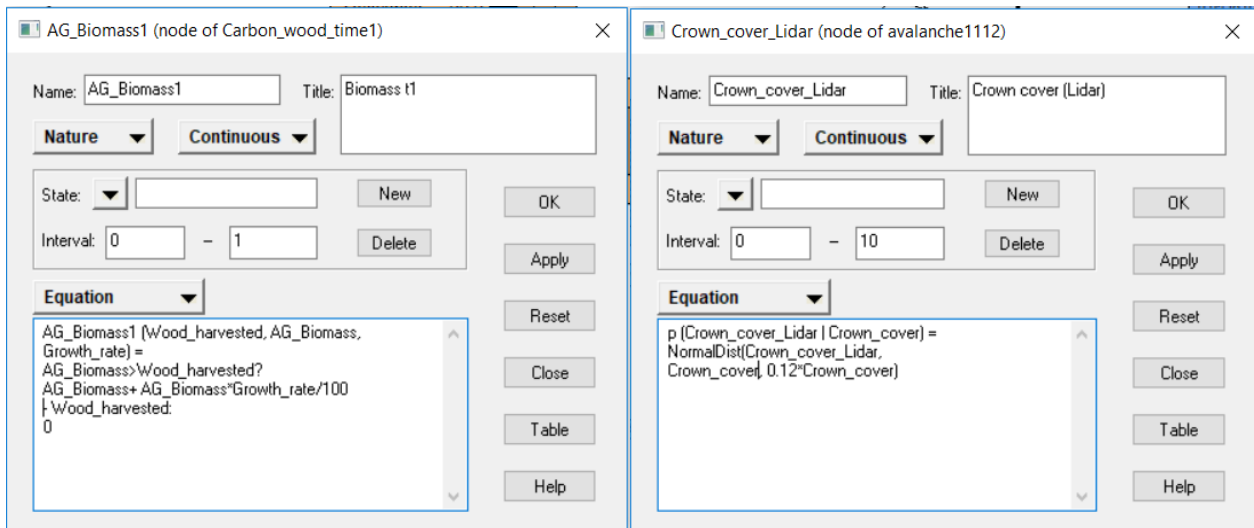 AG_Biomass1 (node of Carbon_wood_time1)
Name: AG_Biomass1 Title: Biomass t1
Nature Continuous
State: New
Interval: 0 - 1 Delete
OK
Apply
Equation
Reset
Close
Table
Help
AG_Biomass1 (Wood_harvested, AG_Biomass,
Growth_rate) =
AG_Biomass>Wood_harvested?
AG_Biomass+ AG_Biomass*Growth_rate/100
- Wood_harvested:
0
Crown_cover_Lidar (node of avalanche1112)
Name: Crown_cover_Lidar Title: Crown cover (Lidar)
Nature Continuous
State: New
Interval: 0 - 10 Delete
OK
Apply
Equation
Reset
Close
Table
Help
p (Crown_cover_Lidar | Crown_cover) =
NormalDist(Crown_cover_Lidar,
Crown_cover, 0.12*Crown_cover)